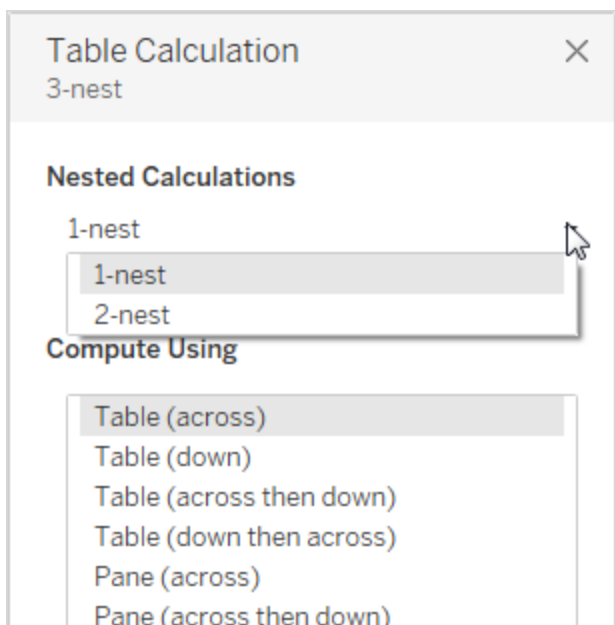 Table Calculation
3-nest
Nested Calculations
1-nest
1-nest
2-nest
Compute Using
Table (across)
Table (down)
Table (across then down)
Table (down then across)
Pane (across)
Pane (across then down)